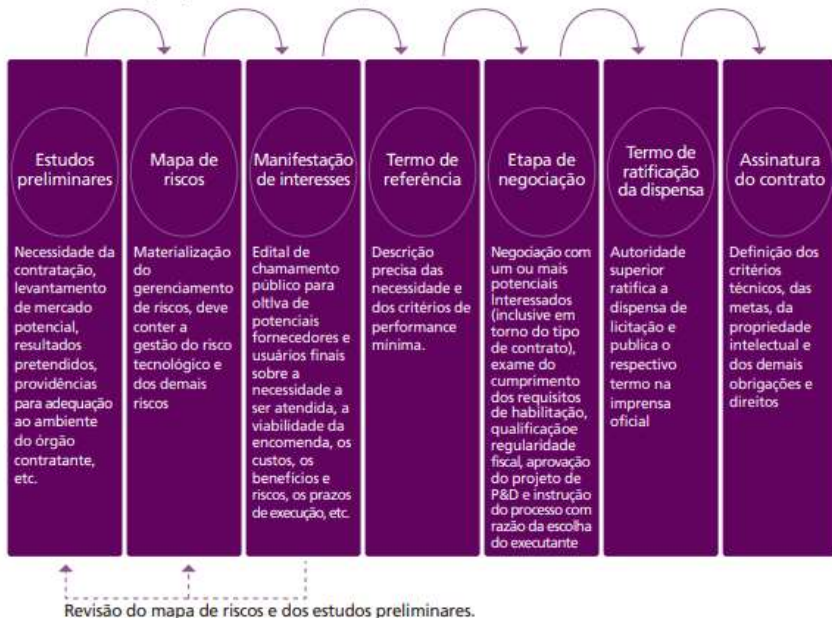 Estudos
preliminares
Necessidade da
contratação,
levantamento
de mercado
potencial,
resultados
pretendidos,
providências
para adequação
ao ambiente
do órgão
contratante,
etc.
Mapa de
riscos
Materialização
do
gerenciamento
de riscos, deve
conter a
gestão do risco
tecnológico e
dos demais
riscos
Manifestação
de interesses
Edital de
chamamento
público para
oltlva de
potenciais
fornecedores e
usuários finais
sobre a
necessidade a
ser atendida, a
viabilidade da
encomenda, os
custos, os
benefícios e
riscos, os prazos
de execução, etc.
Termo de
referência
Descrição
precisa das
necessidade e
dos critérios de
performance
mínima.
Etapa de
negociação
Negociação com
um ou mais
potenciais
Interessados
(inclusive em
torno do tipo
de contrato),
exame do
cumprimento
dos requisitos
de habilitação,
qualificaçãoe
regularidade
fiscal, aprovação
do projeto de
P&D e instrução
do processo com
razão da escolha
do executante
Termo de
ratificação
da dispensa
Autoridade
superior
ratifica a
dispensa de
licitação e
publica o
respectivo
termo na
imprensa
oficial
Assinatura
do contrato
Definição dos
critérios
técnicos, das
metas, da
propriedade
intelectual e
dos demais
obrigações e
direitos
Revisão do mapa de riscos e dos estudos preliminares.